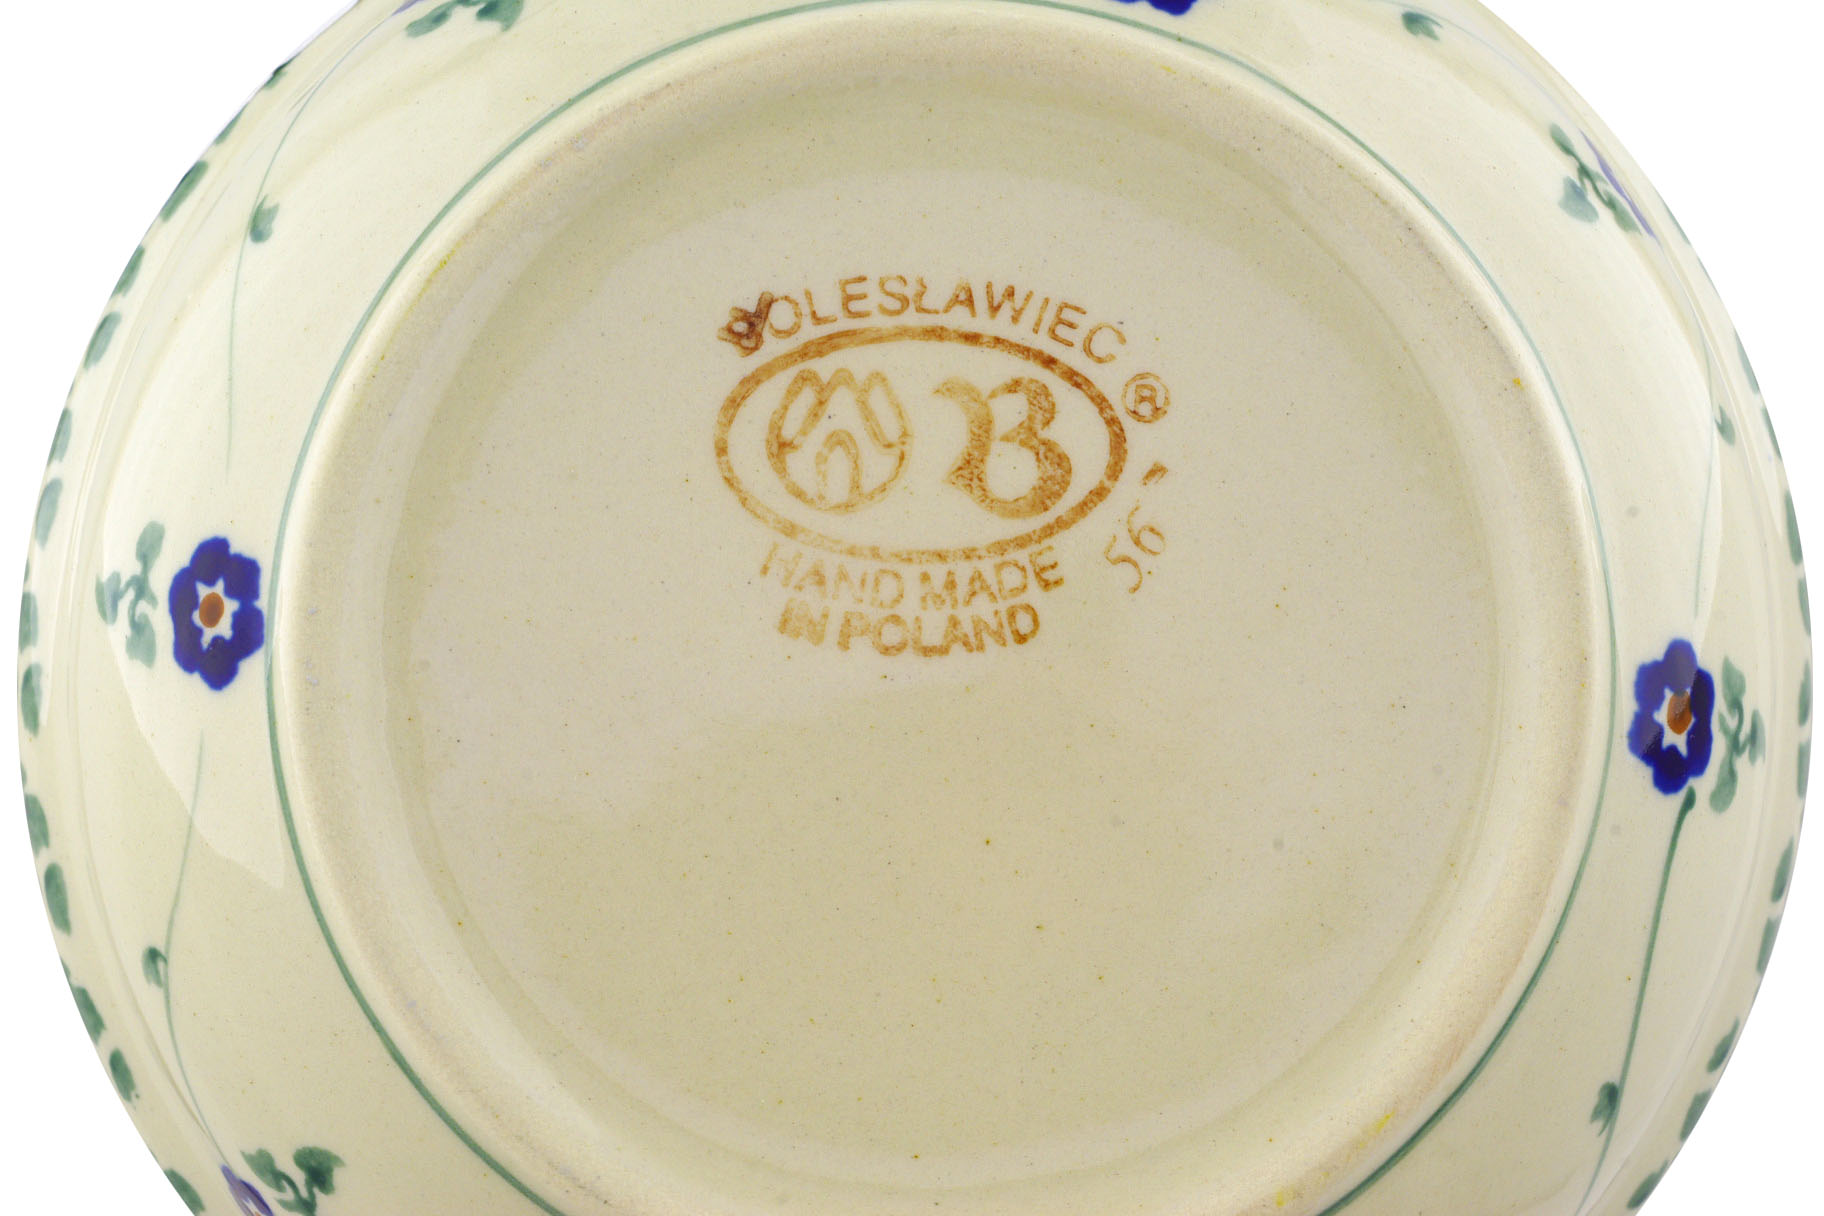 BOLESŁAWIEC
®
B
56
HAND MADE
IN POLAND